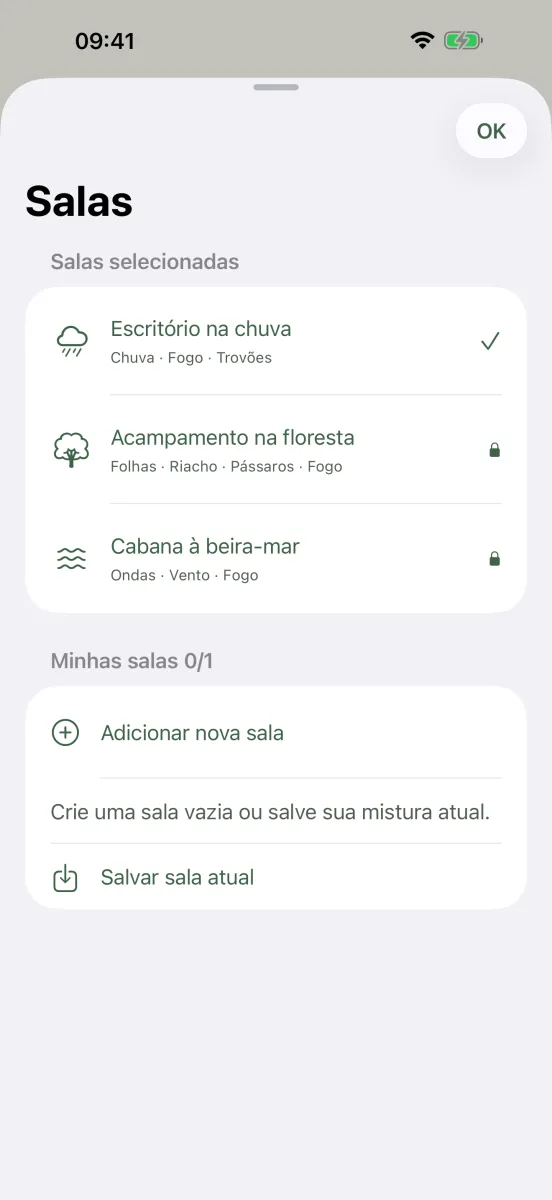 09:41
OK
Salas
Salas selecionadas
Escritório na chuva
Chuva · Fogo · Trovões
Acampamento na floresta
Folhas · Riacho · Pássaros · Fogo
Cabana à beira-mar
Ondas · Vento · Fogo
Minhas salas 0/1
Adicionar nova sala
Crie uma sala vazia ou salve sua mistura atual.
Salvar sala atual